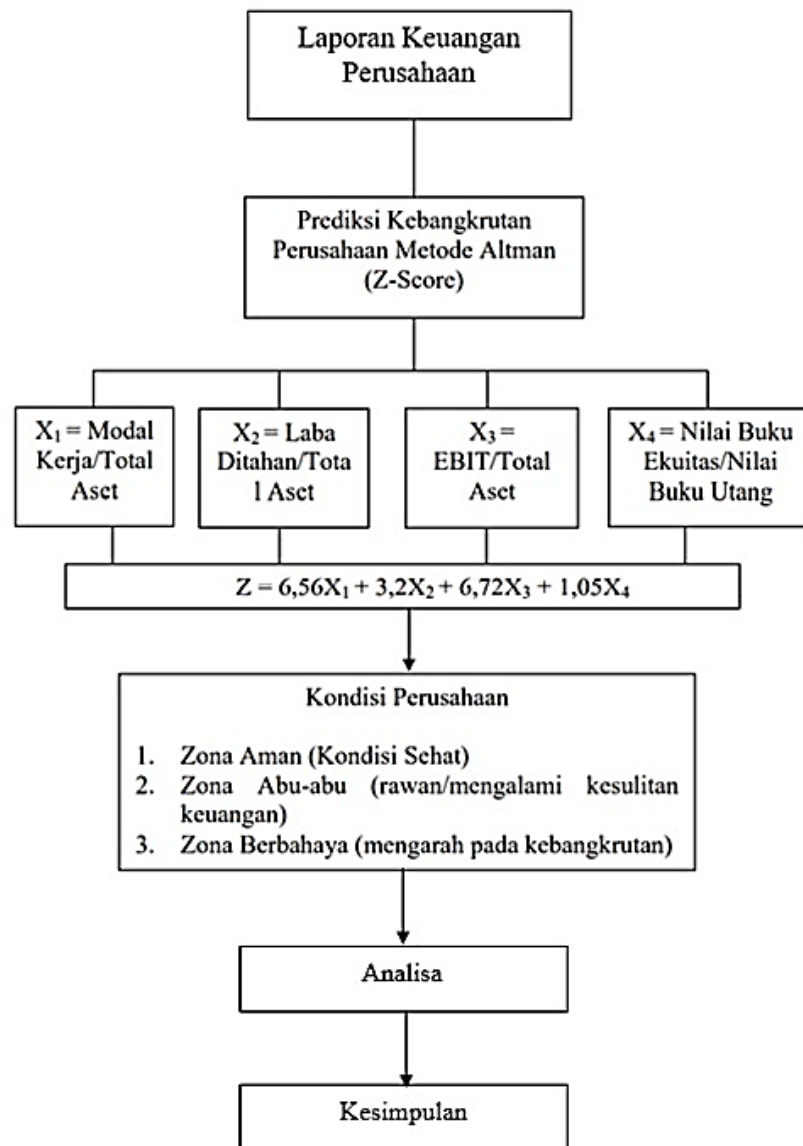 Laporan Keuangan
Perusahaan
Prediksi Kebangkrutan
Perusahaan Metode Altman
(Z-Score)
X₁ = Modal
Kerja/Total
Aset
X₂ = Laba
Ditahan/Tota
l Aset
X₃ =
EBIT/Total
Aset
X₄ = Nilai Buku
Ekuitas/Nilai
Buku Utang
Z = 6,56X₁ + 3,2X₂ + 6,72X₃ + 1,05X₄
Kondisi Perusahaan
1. Zona Aman (Kondisi Sehat)
2. Zona Abu-abu (rawan/mengalami kesulitan
keuangan)
3. Zona Berbahaya (mengarah pada kebangkrutan)
Analisa
Kesimpulan